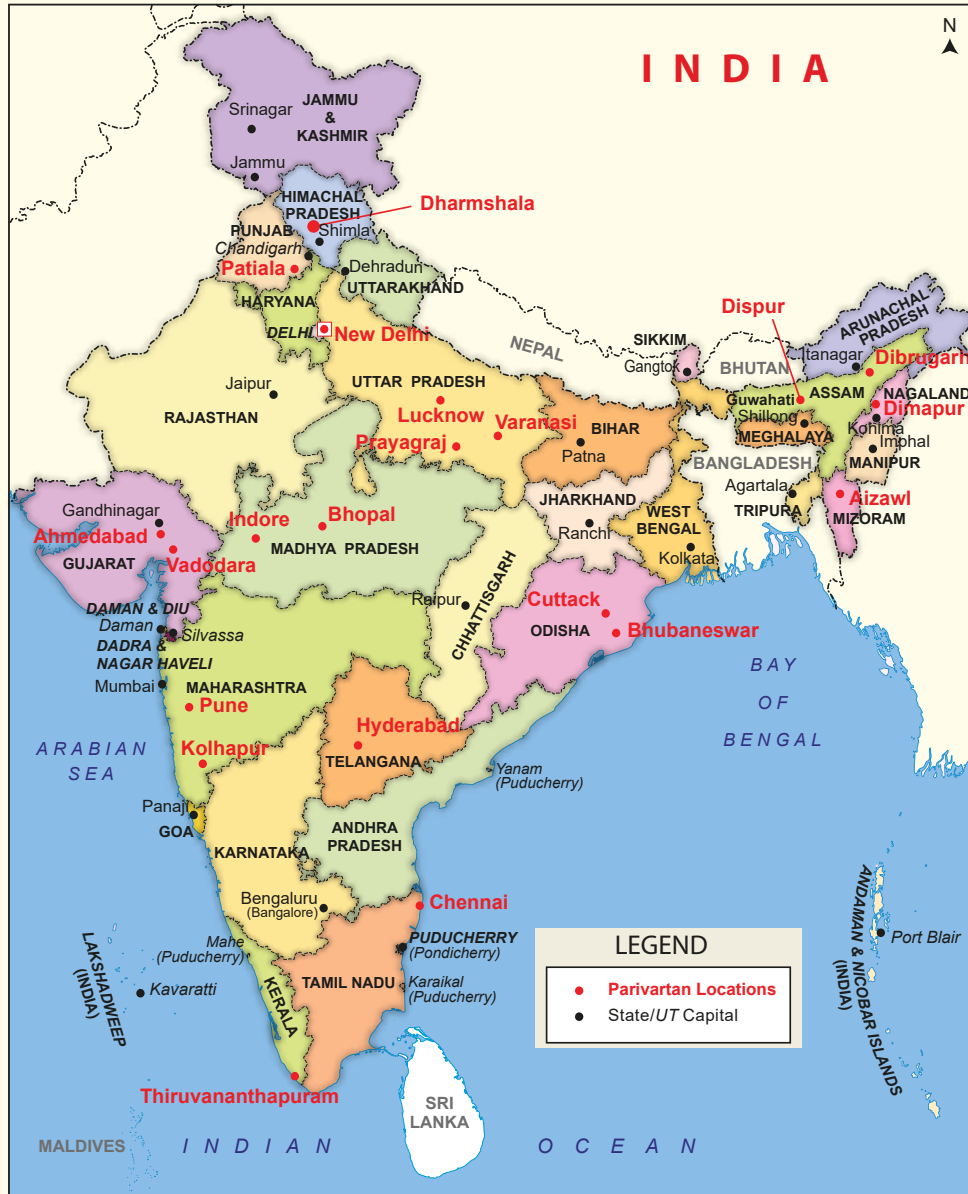 INDIA
N
Srinagar
JAMMU
&
KASHMIR
Jammu
HIMACHAL
PRADESH
Dharmshala
Shimla
PUNJAB
Chandigarh
Patiala
Dehradun
UTTARAKHAND
HARYANA
DELHI
New Delhi
NEPAL
SIKKIM
Gangtok
BHUTAN
Dispur
ARUNACHAL
PRADESH
Itanagar
Dibrugarh
ASSAM
Guwahati
NAGALAND
Dimapur
Kohima
Shillong
MEGHALAYA
Imphal
MANIPUR
BANGLADESH
Agartala
TRIPURA
Aizawl
MIZORAM
Jaipur
RAJASTHAN
UTTAR PRADESH
Lucknow
Varanasi
Prayagraj
BIHAR
Patna
JHARKHAND
Ranchi
WEST
BENGAL
Kolkata
Gandhinagar
Ahmedabad
GUJARAT
Vadodara
Indore
Bhopal
MADHYA PRADESH
CHHATTISGARH
Raipur
Cuttack
ODISHA
Bhubaneswar
DAMAN & DIU
Daman
Silvassa
DADRA &
NAGAR HAVELI
Mumbai
MAHARASHTRA
Pune
Kolhapur
Hyderabad
TELANGANA
ARABIAN
SEA
BAY
OF
BENGAL
Yanam
(Puducherry)
Panaji
GOA
KARNATAKA
ANDHRA
PRADESH
Bengaluru
(Bangalore)
Chennai
Mahe
(Puducherry)
PUDUCHERRY
(Pondicherry)
TAMIL NADU
Karaikal
(Puducherry)
KERALA
LAKSHADWEEP
(INDIA)
Kavaratti
Thiruvananthapuram
ANDAMAN & NICOBAR ISLANDS
(INDIA)
Port Blair
LEGEND
Parivartan Locations
State/UT Capital
SRI
LANKA
MALDIVES
INDIAN OCEAN